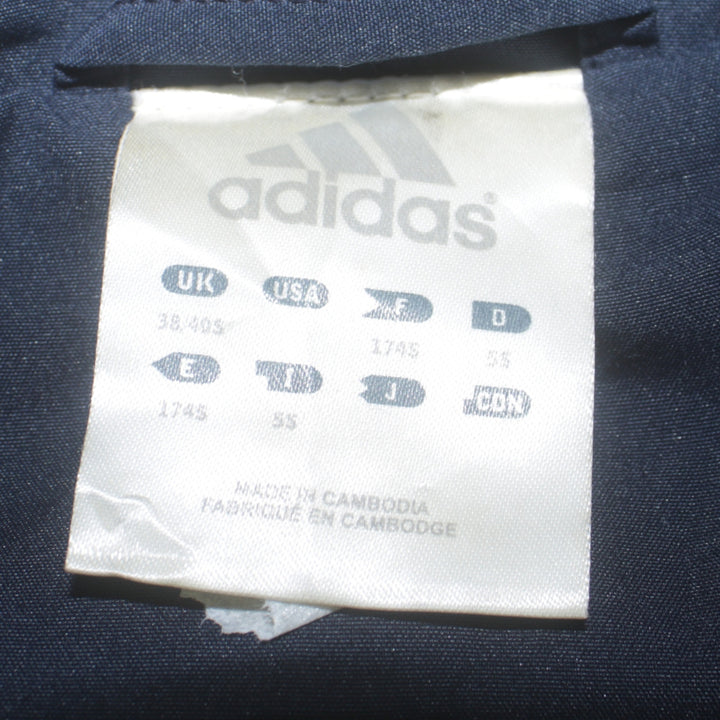 adidas®
UK USA F D
38/40S 174S 5S
E I J CDN
174S 5S
MADE IN CAMBODIA
FABRIQUÉ EN CAMBODGE